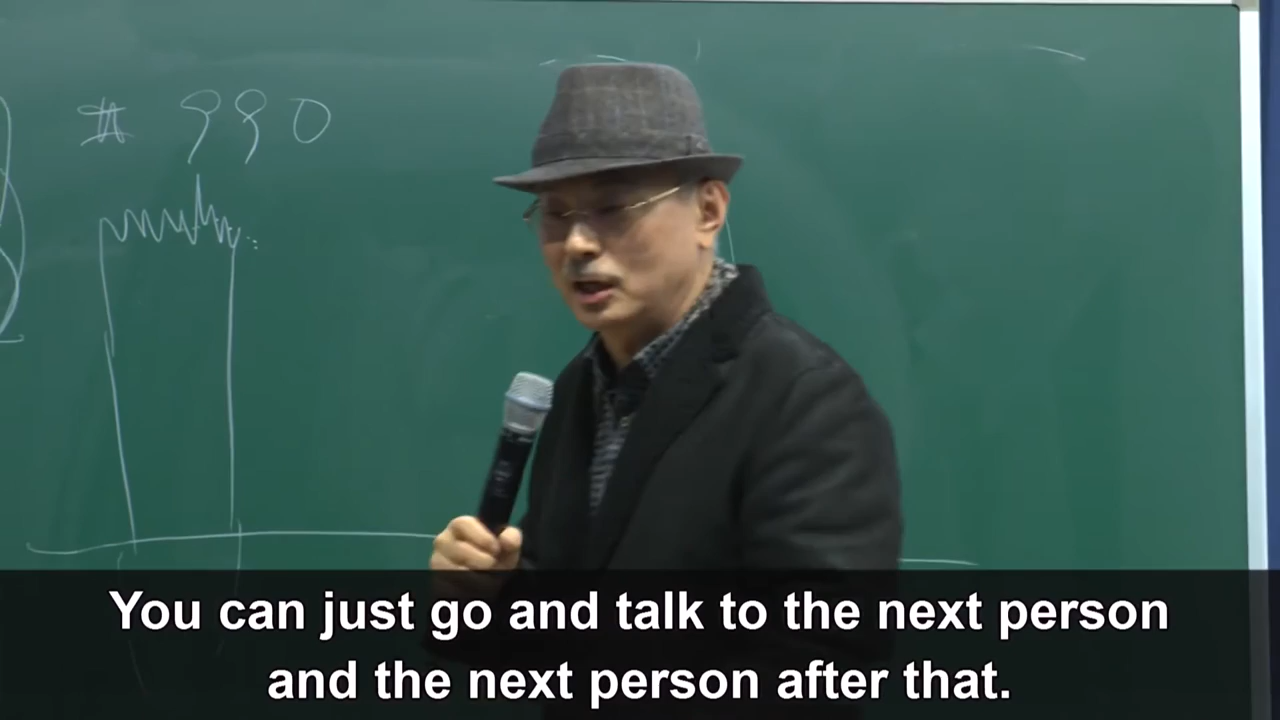 # 990
You can just go and talk to the next person
and the next person after that.